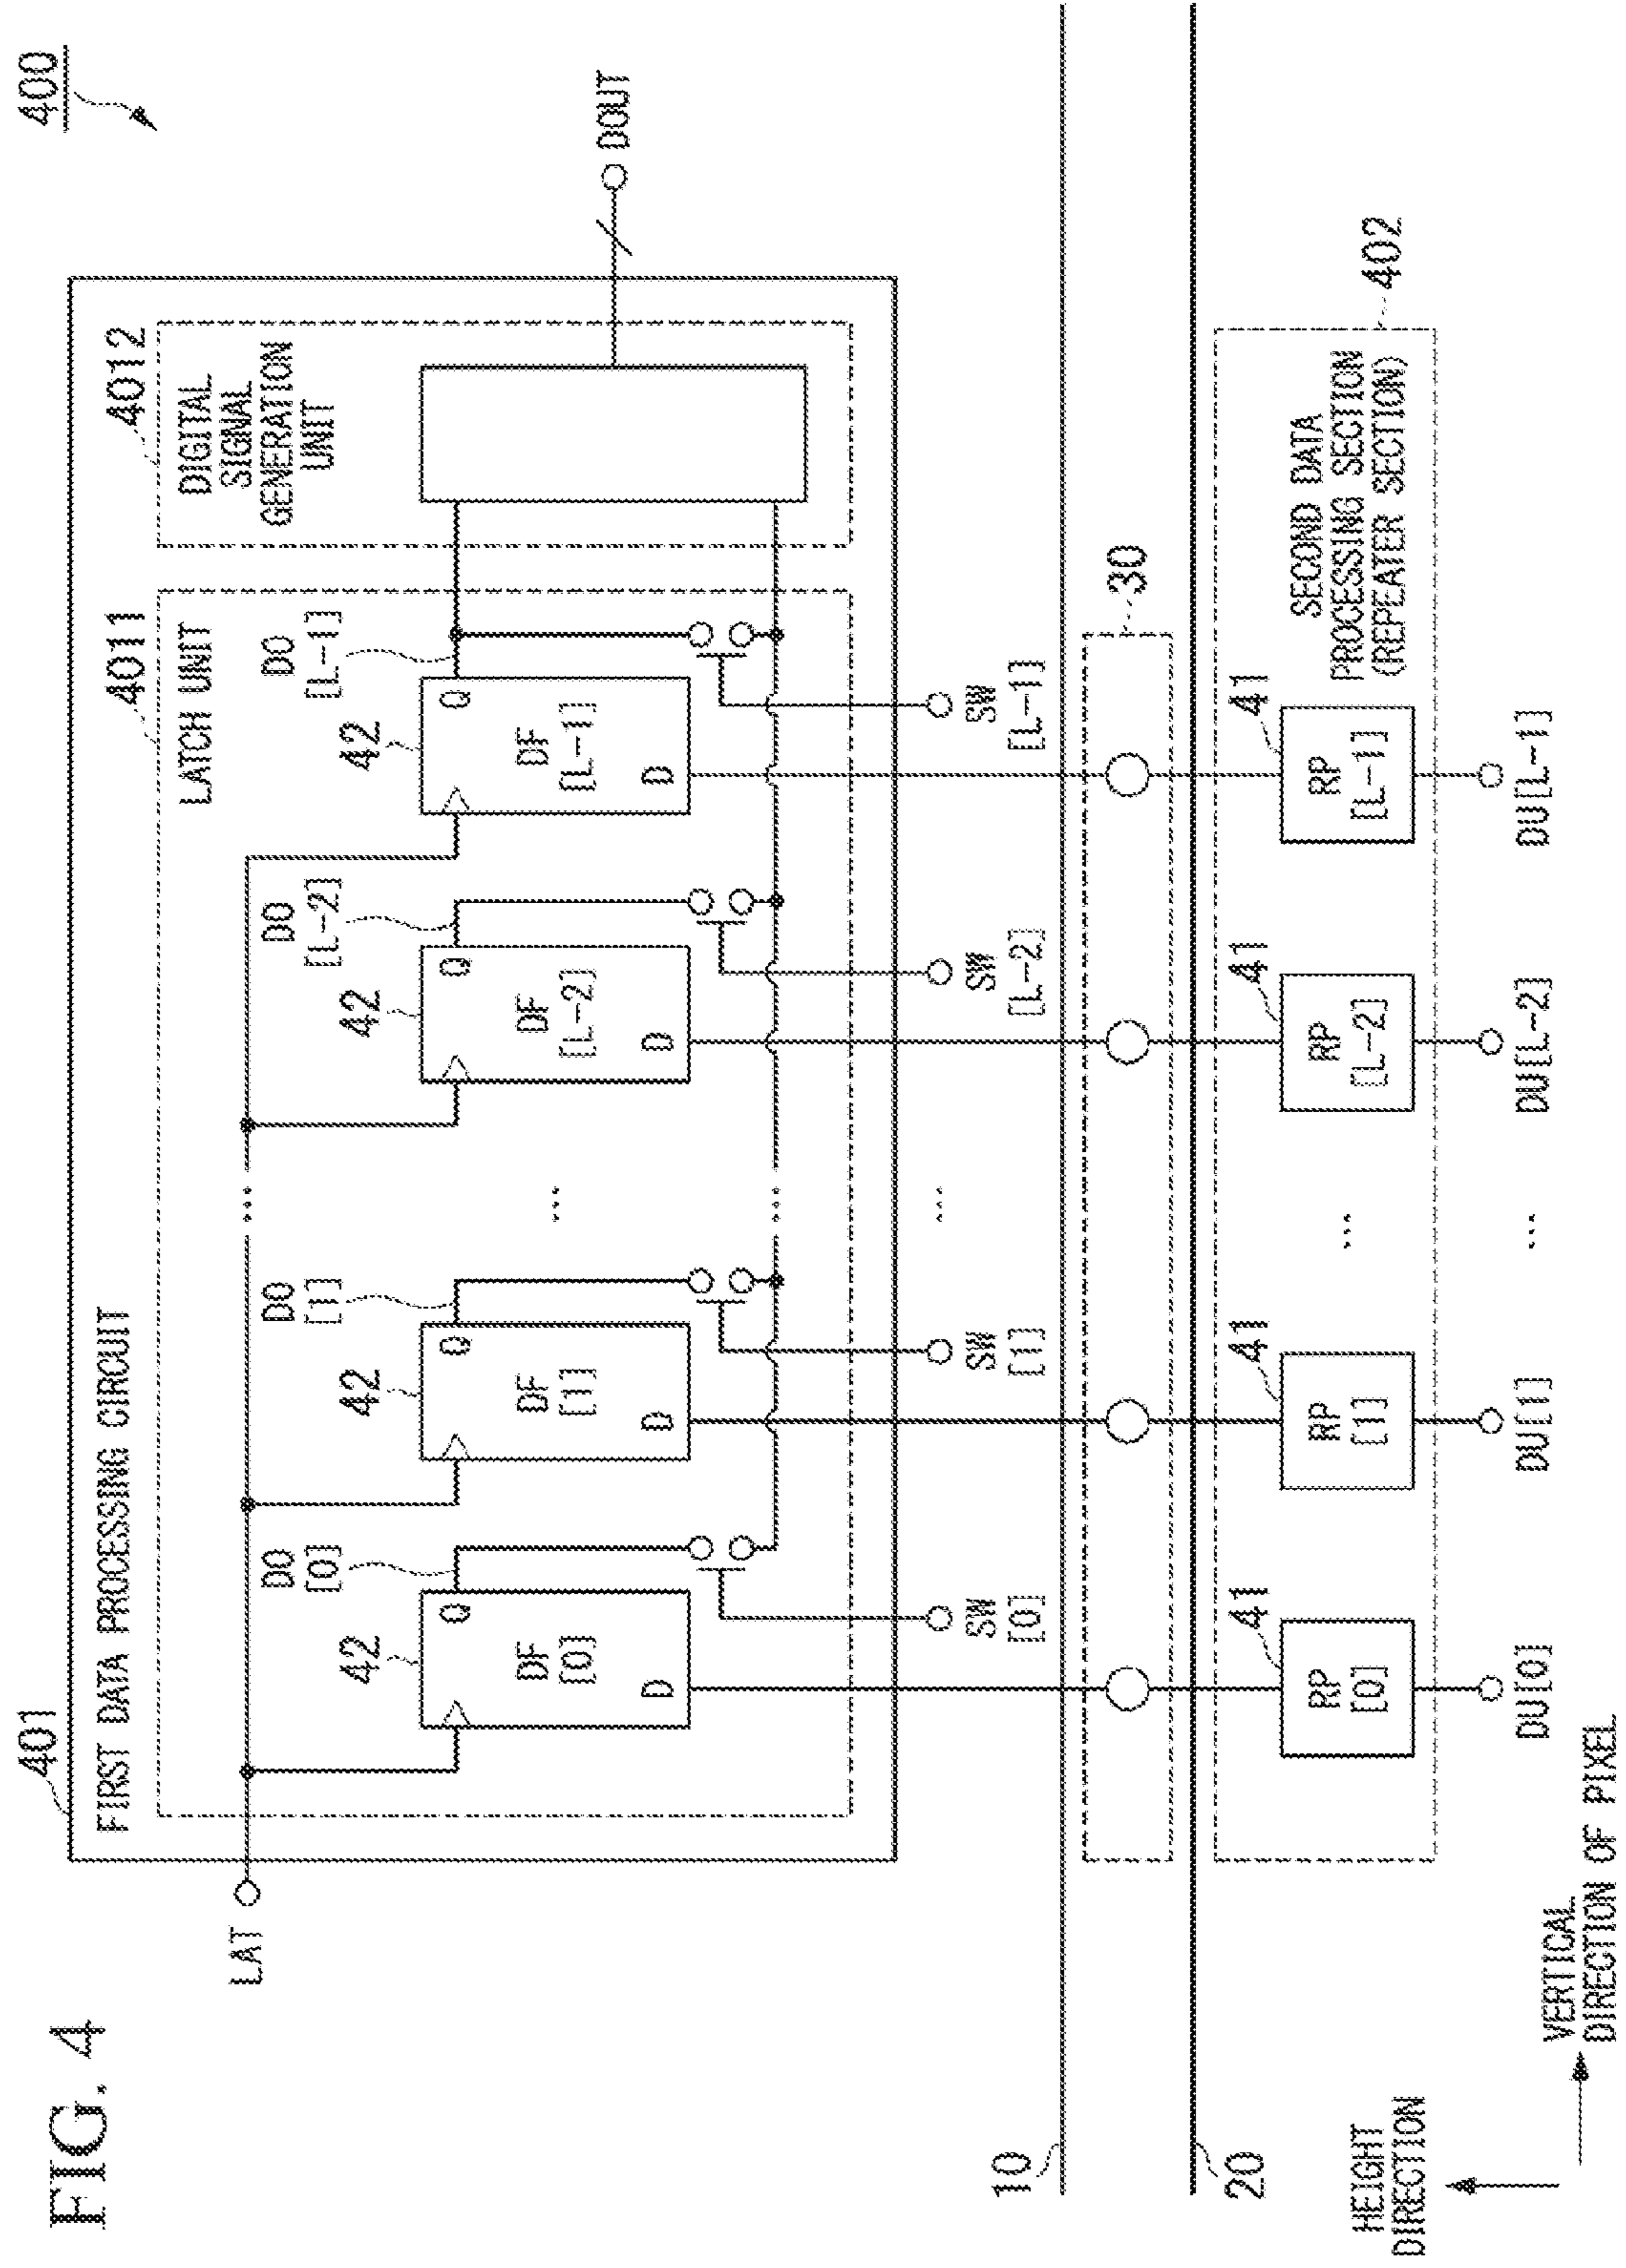 FIG. 4
400
401
FIRST DATA PROCESSING CIRCUIT
4011
4012
LATCH UNIT
DIGITAL
SIGNAL
GENERATION
UNIT
LAT
DO
[0]
DO
[1]
DO
[L-2]
DO
[L-1]
42
42
42
42
Q
Q
Q
Q
DF
[0]
DF
[1]
...
DF
[L-2]
DF
[L-1]
D
D
D
D
DOUT
...
...
SW
[0]
SW
[1]
...
SW
[L-2]
SW
[L-1]
10
30
20
41
41
41
41
SECOND DATA
PROCESSING SECTION
(REPEATER SECTION)
402
RP
[0]
RP
[1]
...
RP
[L-2]
RP
[L-1]
DU[0]
DU[1]
...
DU[L-2]
DU[L-1]
HEIGHT
DIRECTION
VERTICAL
DIRECTION OF PIXEL